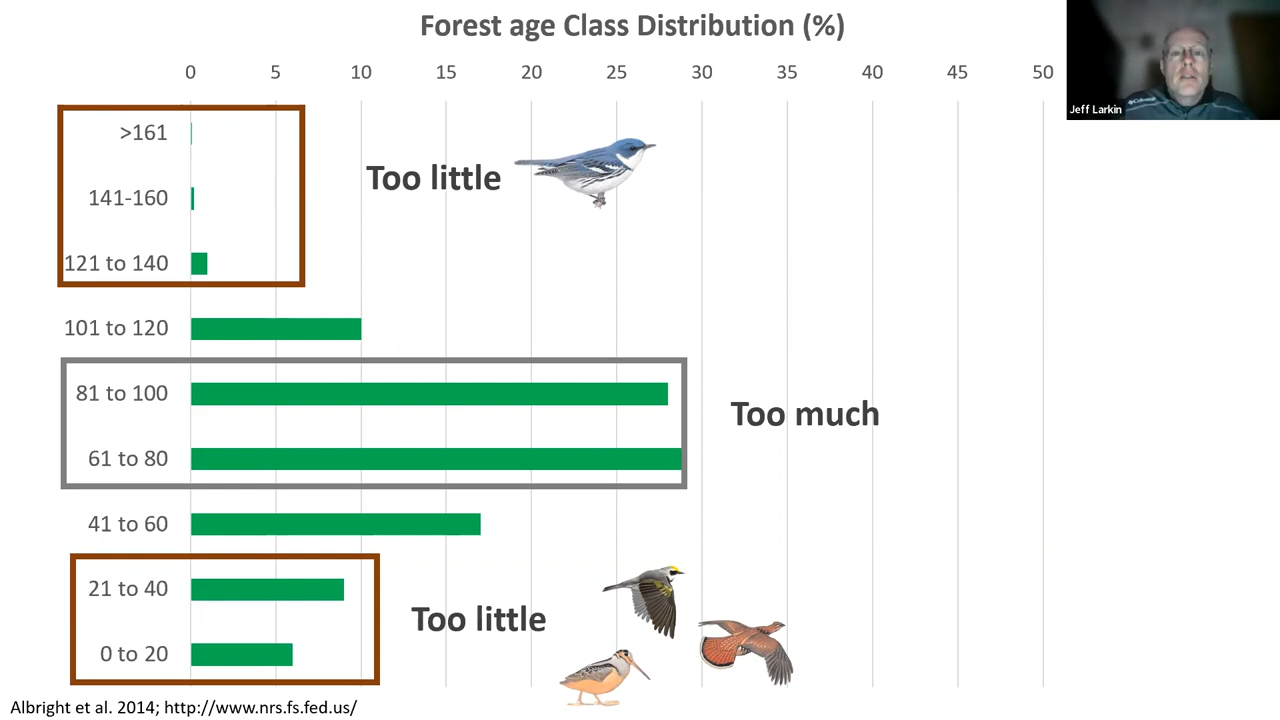 Forest age Class Distribution (%)
0 5 10 15 20 25 30 35 40 45 50
Jeff Larkin
>161
141-160
Too little
121 to 140
101 to 120
81 to 100
Too much
61 to 80
41 to 60
21 to 40
Too little
0 to 20
Albright et al. 2014; http://www.nrs.fs.fed.us/